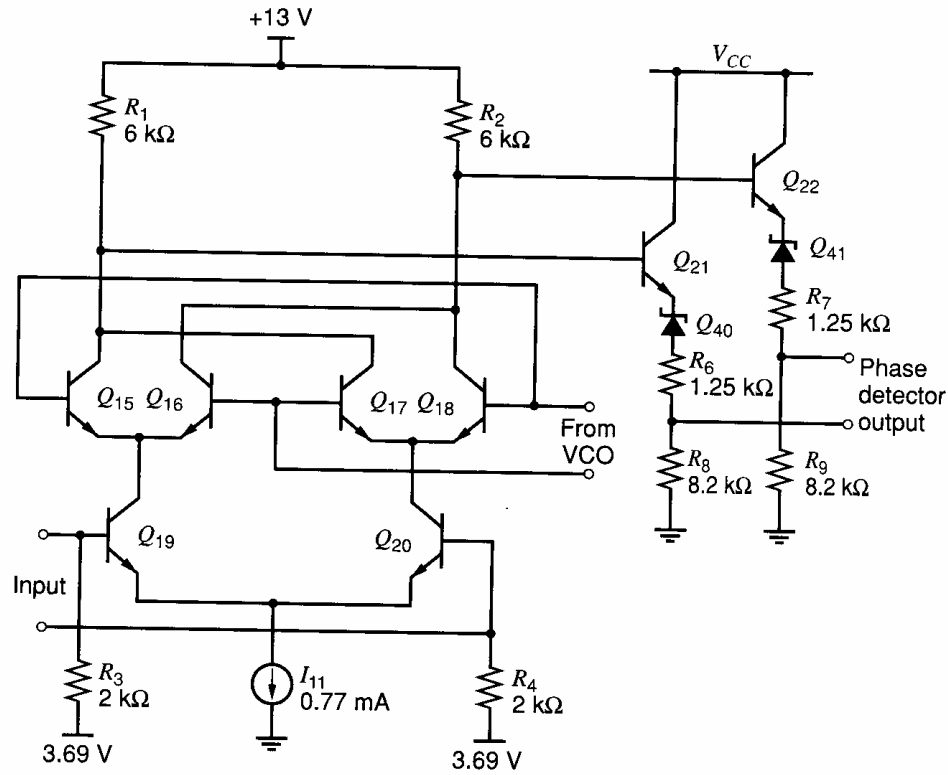 +13 V
V_CC
R_1
6 kΩ
R_2
6 kΩ
Q_22
Q_21
Q_41
Q_40
R_7
1.25 kΩ
R_6
1.25 kΩ
Phase
detector
output
Q_15
Q_16
Q_17
Q_18
From
VCO
R_8
8.2 kΩ
R_9
8.2 kΩ
Q_19
Q_20
Input
R_3
2 kΩ
I_11
0.77 mA
R_4
2 kΩ
3.69 V
3.69 V